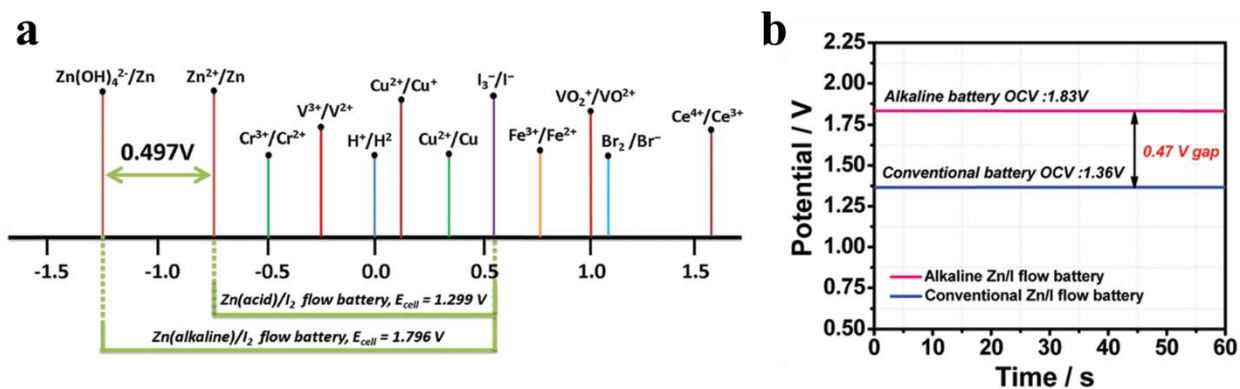 a
Zn(OH)₄²⁻/Zn
Zn²⁺/Zn
Cr³⁺/Cr²⁺
V³⁺/V²⁺
H⁺/H²
Cu²⁺/Cu⁺
Cu²⁺/Cu
I₃⁻/I⁻
Fe³⁺/Fe²⁺
VO₂⁺/VO²⁺
Br₂ /Br⁻
Ce⁴⁺/Ce³⁺
0.497V
-1.5 -1.0 -0.5 0.0 0.5 1.0 1.5
Zn(acid)/I₂ flow battery, E cell = 1.299 V
Zn(alkaline)/I₂ flow battery, E cell = 1.796 V
b
Potential / V
2.25
2.00
1.75
1.50
1.25
1.00
0.75
0.50
Alkaline battery OCV :1.83V
0.47 V gap
Conventional battery OCV :1.36V
Alkaline Zn/I flow battery
Conventional Zn/I flow battery
0 10 20 30 40 50 60
Time / s